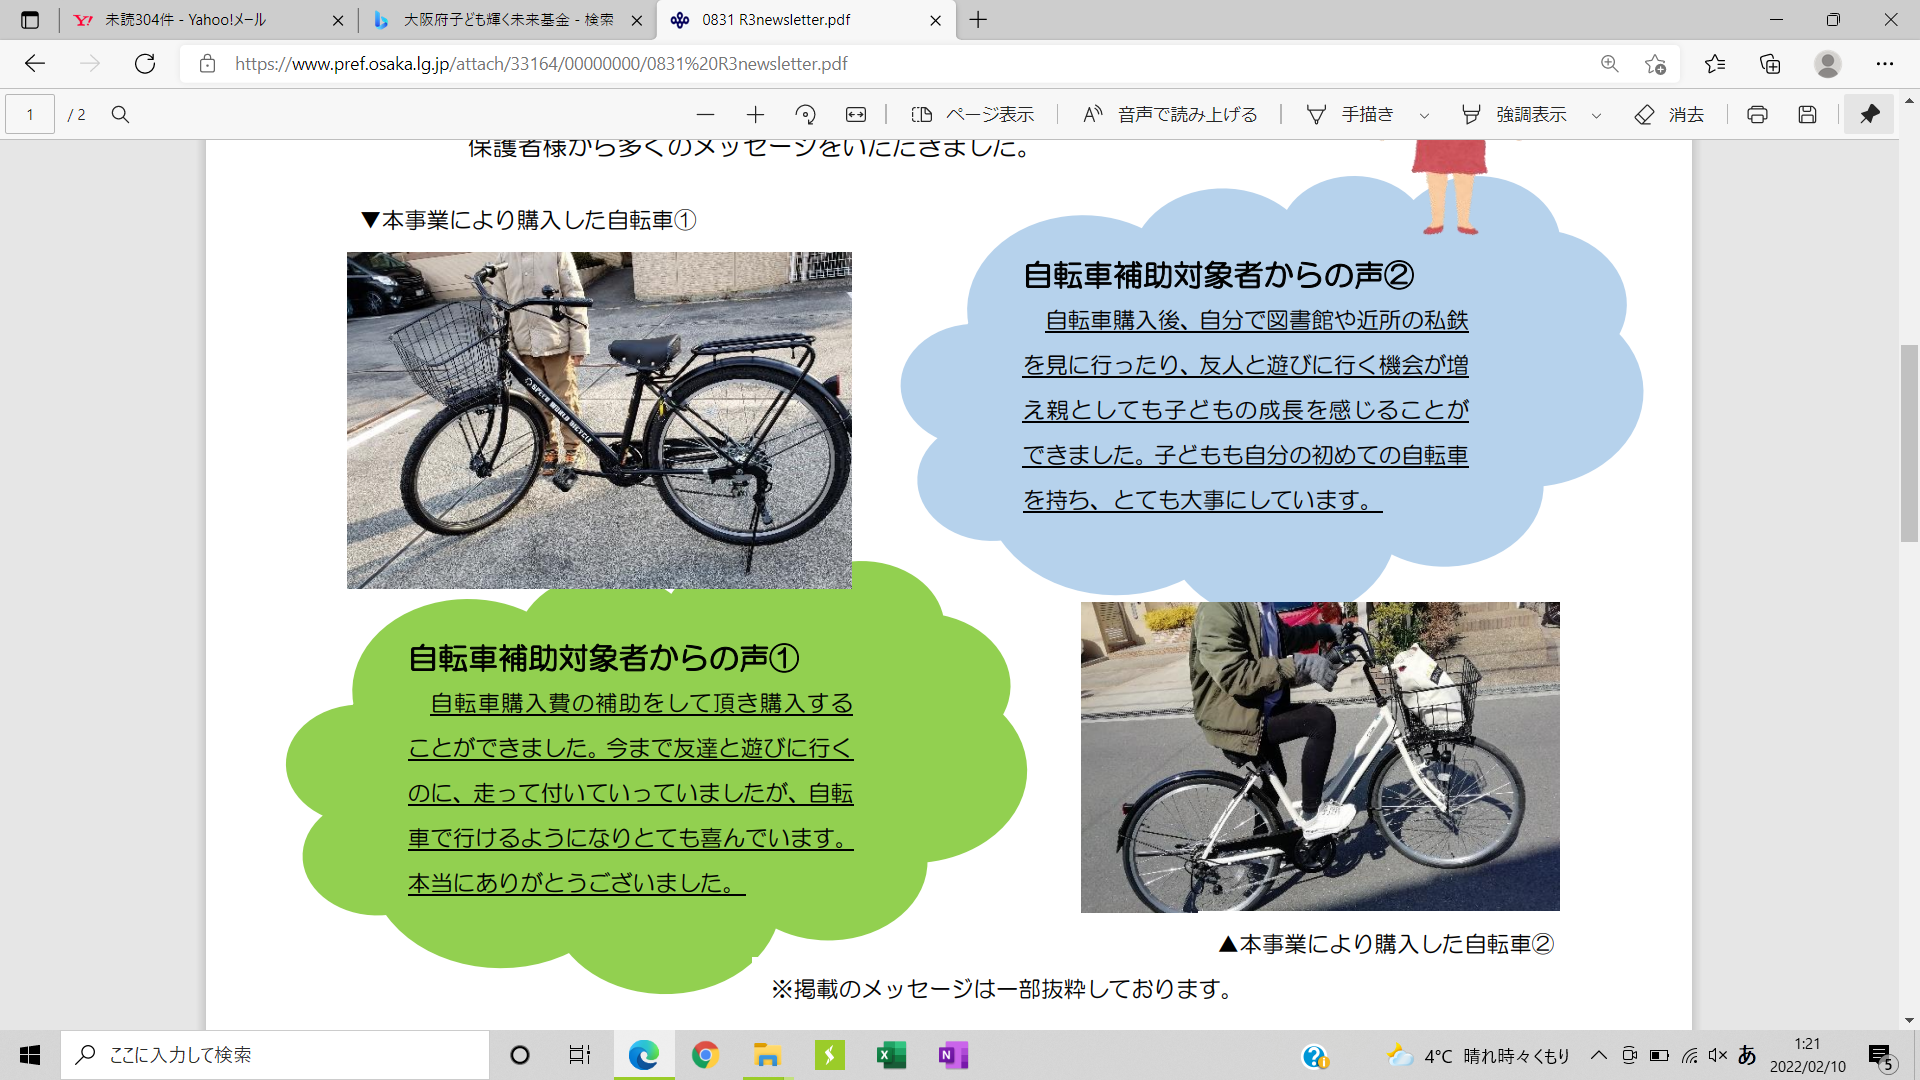 未読304件 - Yahoo!メール
大阪府子ども輝く未来基金 - 検索
0831 R3newsletter.pdf
https://www.pref.osaka.lg.jp/attach/33164/00000000/0831%20R3newsletter.pdf
1 / 2
ページ表示
音声で読み上げる
手描き
強調表示
消去
保護者様から多くのメッセージをいただきました。
▼本事業により購入した自転車①
SPEED WORLD BICYCLE
自転車補助対象者からの声②
自転車購入後、自分で図書館や近所の私鉄
を見に行ったり、友人と遊びに行く機会が増
え親としても子どもの成長を感じることが
できました。子どもも自分の初めての自転車
を持ち、とても大事にしています。
自転車補助対象者からの声①
自転車購入費の補助をして頂き購入する
ことができました。今まで友達と遊びに行く
のに、走って付いていっていましたが、自転
車で行けるようになりとても喜んでいます。
本当にありがとうございました。
▲本事業により購入した自転車②
※掲載のメッセージは一部抜粋しております。
ここに入力して検索
4°C 晴れ時々くもり
あ
1:21
2022/02/10
5